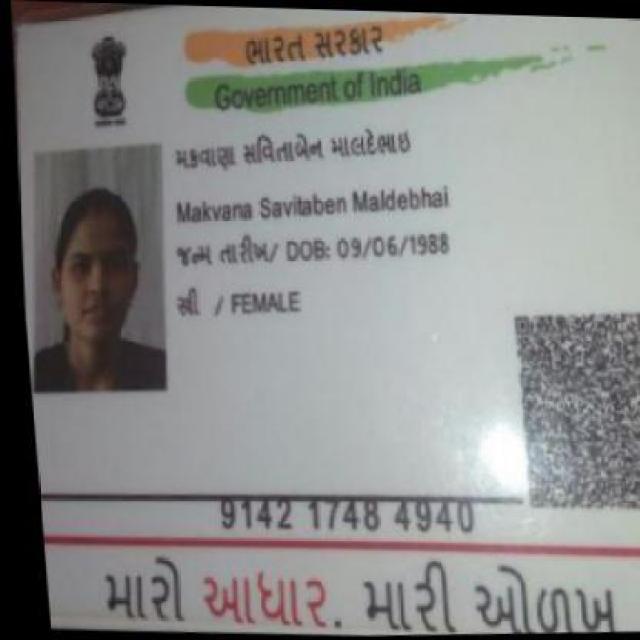 ભારત સરકાર
Government of India
મકવાણા સવિતાબેન માલદેભાઇ
Makvana Savitaben Maldebhai
જન્મ તારીખ/ DOB: 09/06/1988
સ્ત્રી / FEMALE
9142 1748 4940
મારો આધાર. મારી ઓળખ